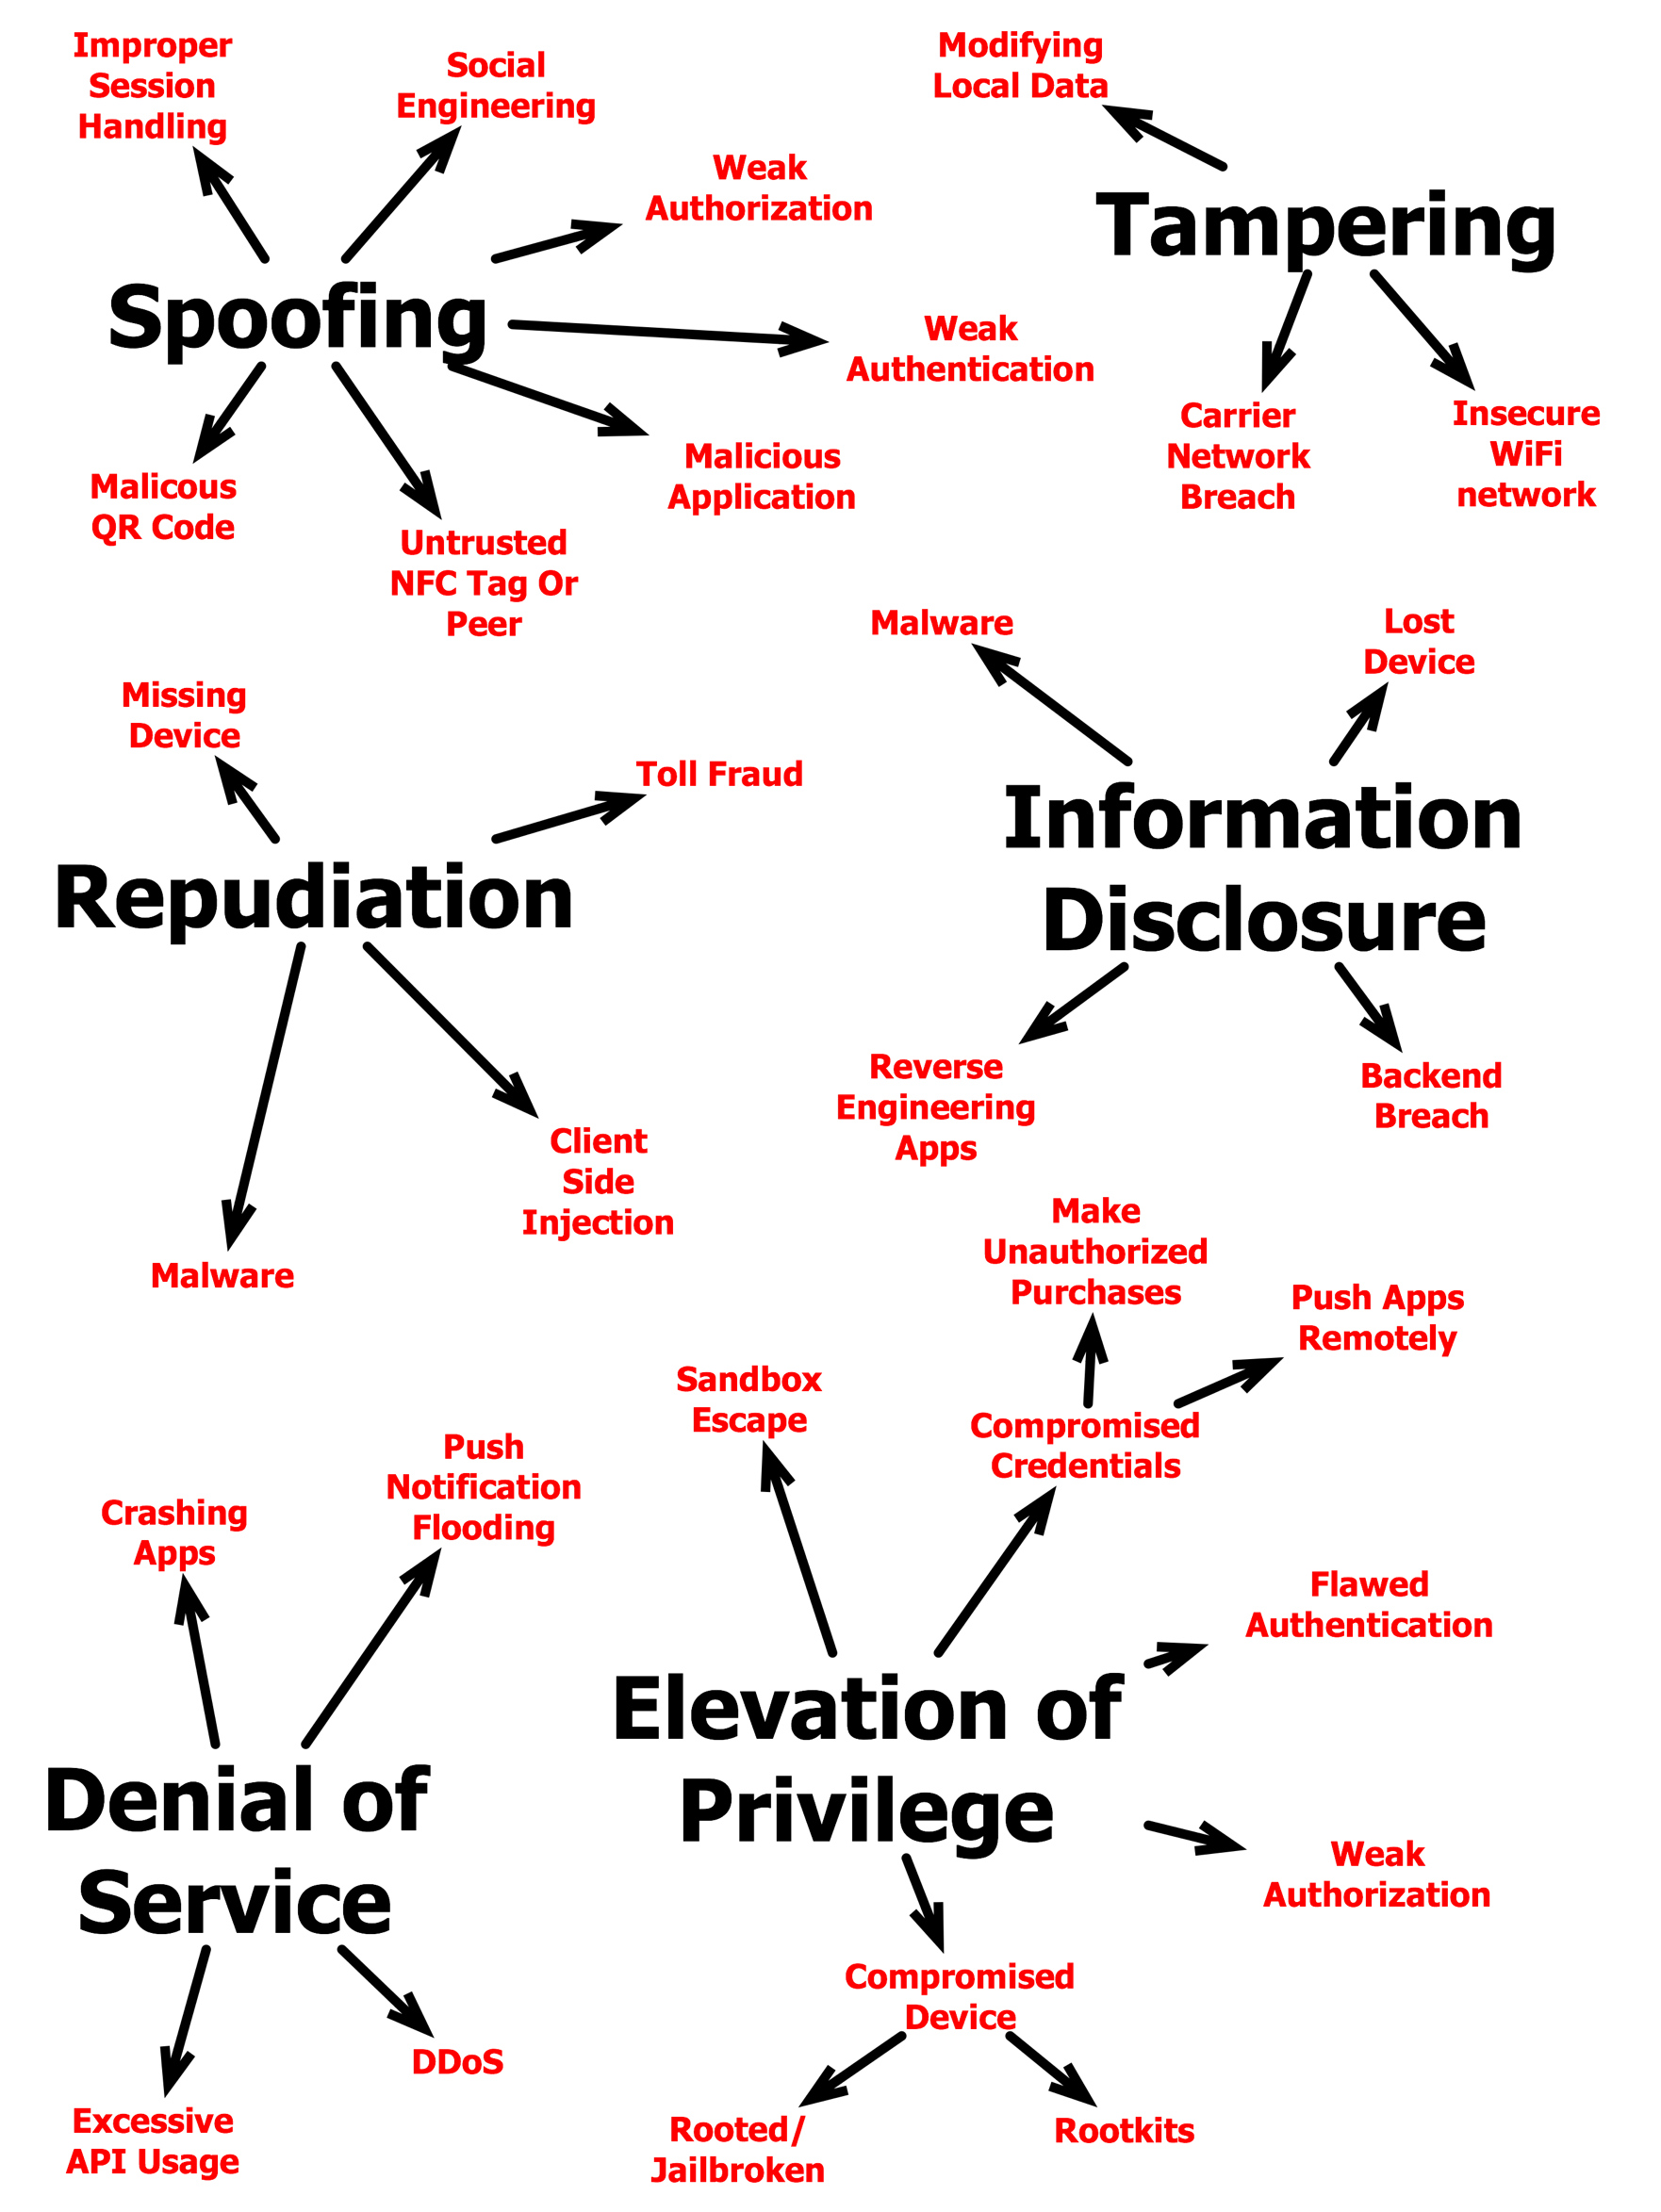 Improper
Session
Handling
Social
Engineering
Weak
Authorization
Spoofing
Weak
Authentication
Malicious
Application
Malicous
QR Code
Untrusted
NFC Tag Or
Peer
Modifying
Local Data
Tampering
Carrier
Network
Breach
Insecure
WiFi
network
Missing
Device
Toll Fraud
Repudiation
Client
Side
Injection
Malware
Malware
Lost
Device
Information
Disclosure
Reverse
Engineering
Apps
Backend
Breach
Crashing
Apps
Push
Notification
Flooding
Denial of
Service
DDoS
Excessive
API Usage
Make
Unauthorized
Purchases
Push Apps
Remotely
Sandbox
Escape
Compromised
Credentials
Flawed
Authentication
Elevation of
Privilege
Weak
Authorization
Compromised
Device
Rooted/
Jailbroken
Rootkits